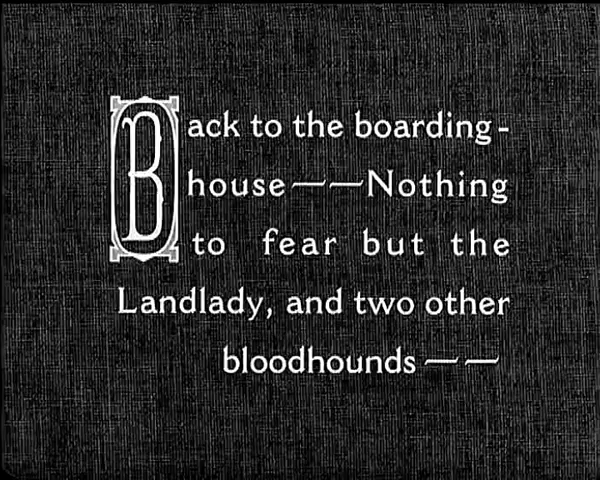 Back to the boarding-
house——Nothing
to fear but the
Landlady, and two other
bloodhounds——